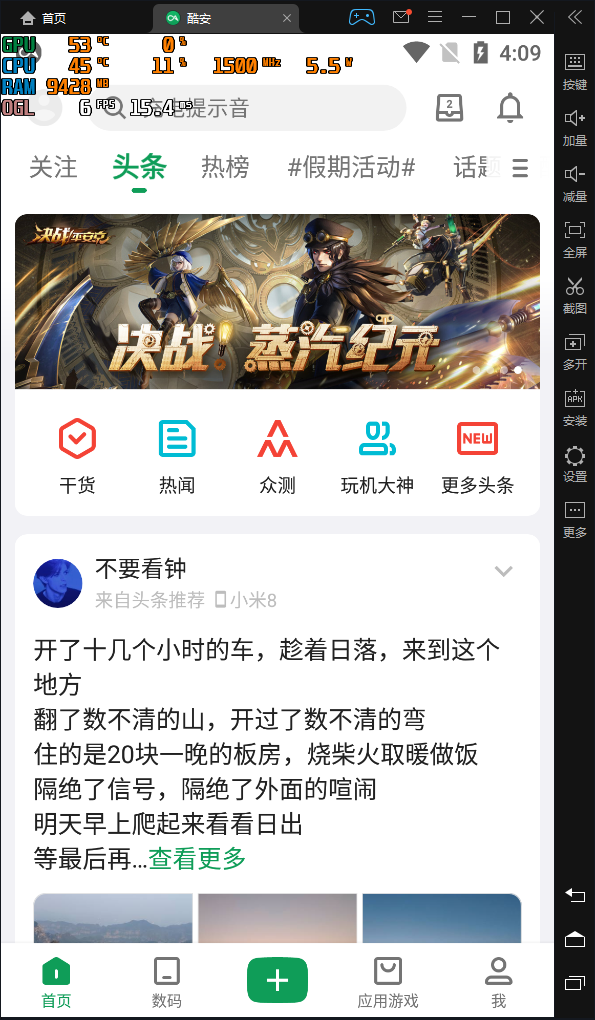 首页
酷安
GPU 53 °C 0 %
CPU 45 °C 11 % 1500 MHz 5.5 W
RAM 9428 MB
OGL 6 FPS 15.4 ms
4:09
提示音
2
关注 头条 热榜 #假期活动# 话题
决战!平安京
决战!蒸汽纪元
干货 热闻 众测 玩机大神 更多头条
NEW
不要看钟
来自头条推荐 小米8
开了十几个小时的车，趁着日落，来到这个
地方
翻了数不清的山，开过了数不清的弯
住的是20块一晚的板房，烧柴火取暖做饭
隔绝了信号，隔绝了外面的喧闹
明天早上爬起来看看日出
等最后再...查看更多
首页 数码 应用游戏 我
按键
加量
减量
全屏
截图
多开
APK
安装
设置
更多